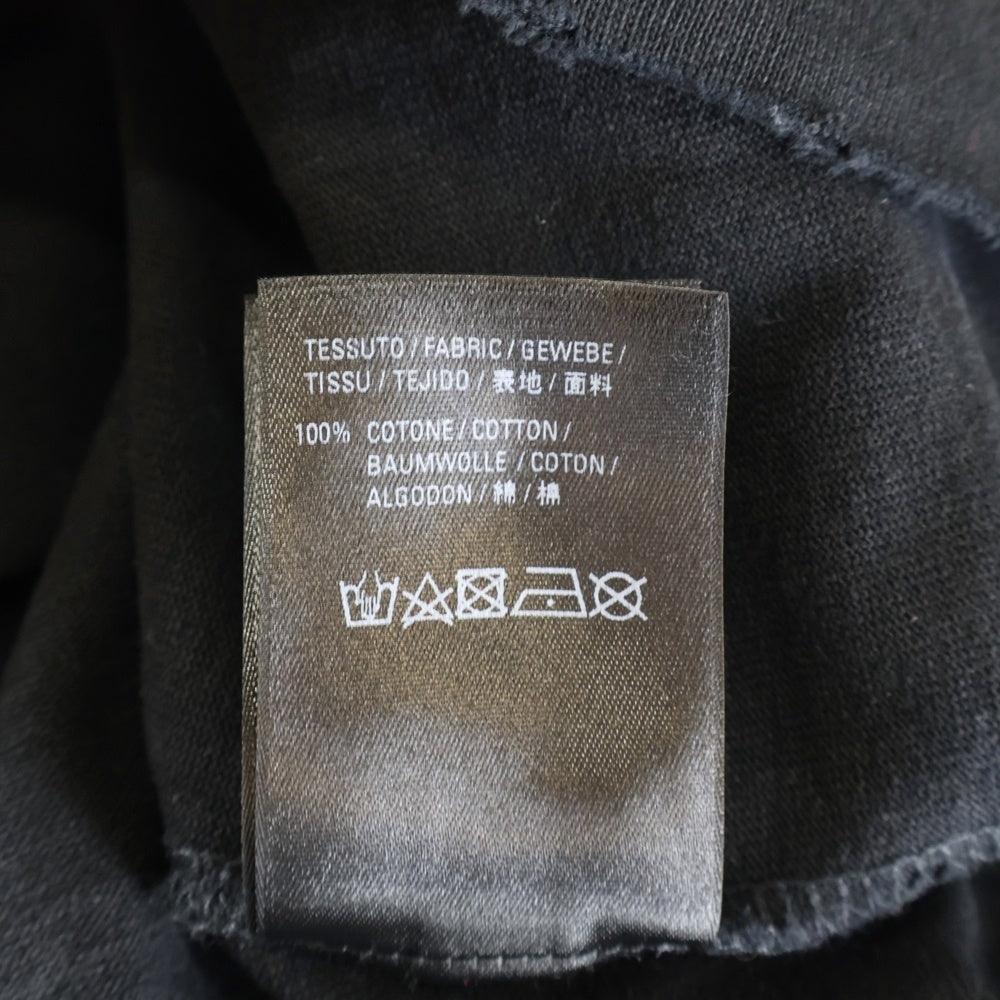 TESSUTO / FABRIC / GEWEBE /
TISSU / TEJIDO / 表地 / 面料
100% COTONE / COTTON /
BAUMWOLLE / COTON /
ALGODON / 綿 / 棉